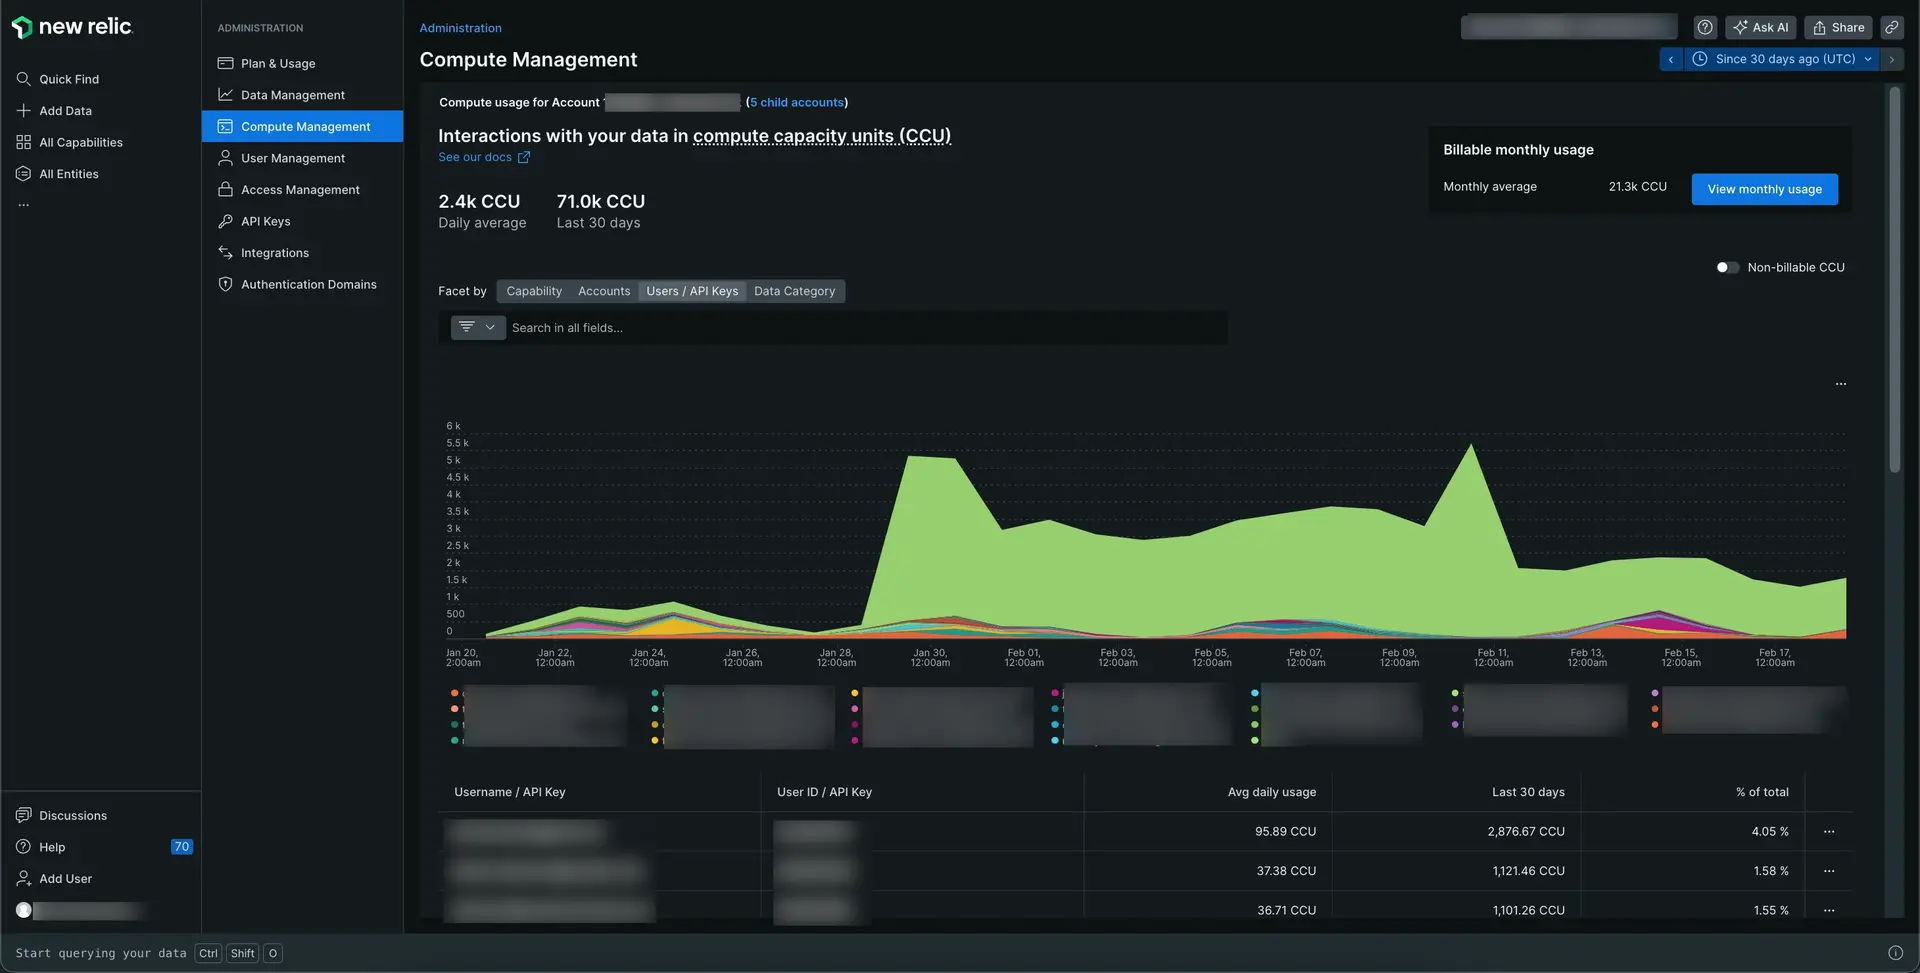 new relic
Quick Find
Add Data
All Capabilities
All Entities
...
Discussions
Help 70
Add User
ADMINISTRATION
Plan & Usage
Data Management
Compute Management
User Management
Access Management
API Keys
Integrations
Authentication Domains
Administration
Compute Management
Ask AI
Share
Since 30 days ago (UTC)
Compute usage for Account (5 child accounts)
Interactions with your data in compute capacity units (CCU)
See our docs
2.4k CCU 71.0k CCU
Daily average Last 30 days
Billable monthly usage
Monthly average 21.3k CCU View monthly usage
Non-billable CCU
Facet by Capability Accounts Users / API Keys Data Category
Search in all fields...
...
6 k
5.5 k
5 k
4.5 k
4 k
3.5 k
3 k
2.5 k
2 k
1.5 k
1 k
500
0
Jan 20, Jan 22, Jan 24, Jan 26, Jan 28, Jan 30, Feb 01, Feb 03, Feb 05, Feb 07, Feb 09, Feb 11, Feb 13, Feb 15, Feb 17,
2:00am 12:00am 12:00am 12:00am 12:00am 12:00am 12:00am 12:00am 12:00am 12:00am 12:00am 12:00am 12:00am 12:00am 12:00am
Username / API Key User ID / API Key Avg daily usage Last 30 days % of total
95.89 CCU 2,876.67 CCU 4.05 % ...
37.38 CCU 1,121.46 CCU 1.58 % ...
36.71 CCU 1,101.26 CCU 1.55 % ...
Start querying your data Ctrl Shift O